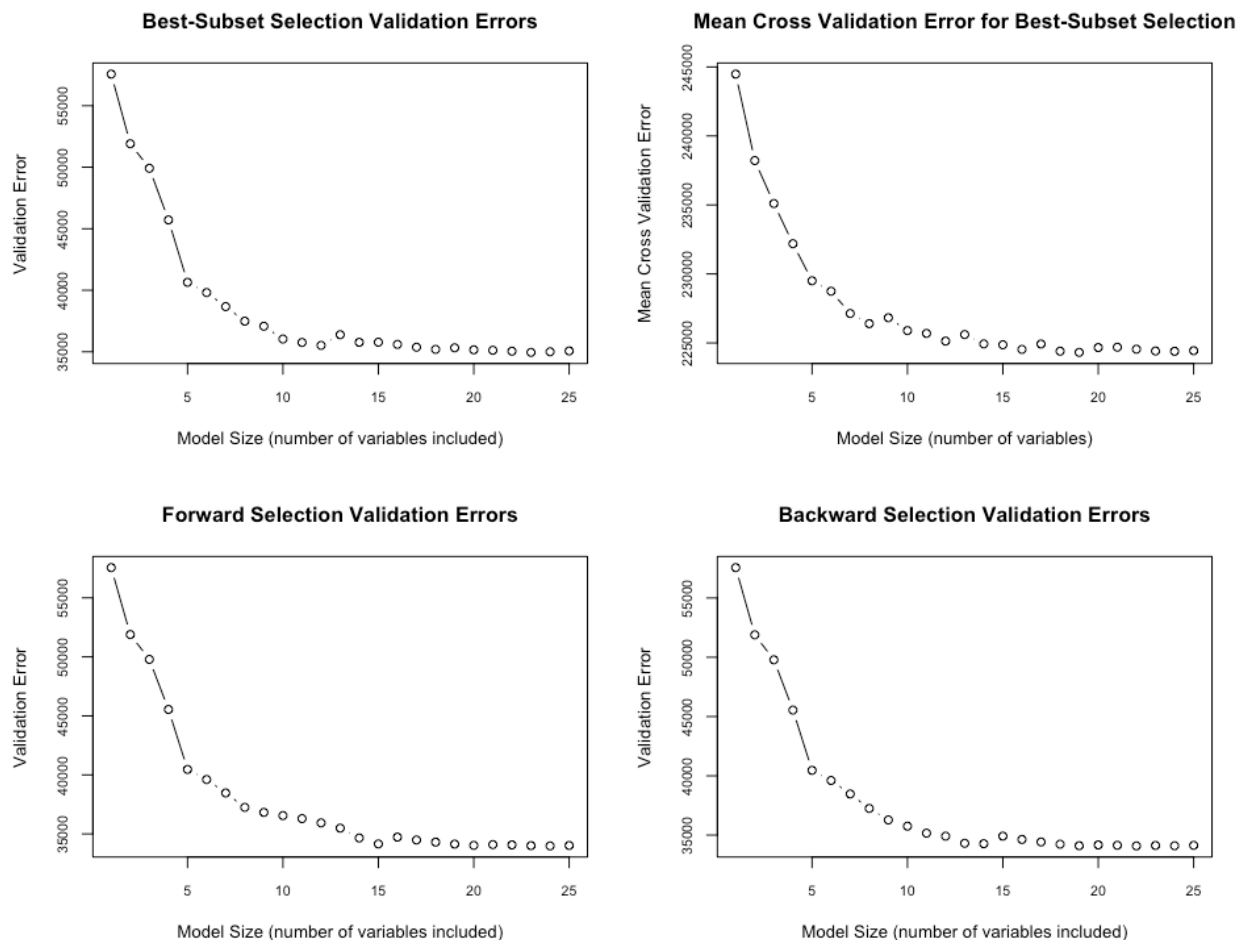 Best-Subset Selection Validation Errors
Validation Error
55000
50000
45000
40000
35000
5 10 15 20 25
Model Size (number of variables included)
Mean Cross Validation Error for Best-Subset Selection
Mean Cross Validation Error
245000
240000
235000
230000
225000
5 10 15 20 25
Model Size (number of variables)
Forward Selection Validation Errors
Validation Error
55000
50000
45000
40000
35000
5 10 15 20 25
Model Size (number of variables included)
Backward Selection Validation Errors
Validation Error
55000
50000
45000
40000
35000
5 10 15 20 25
Model Size (number of variables included)